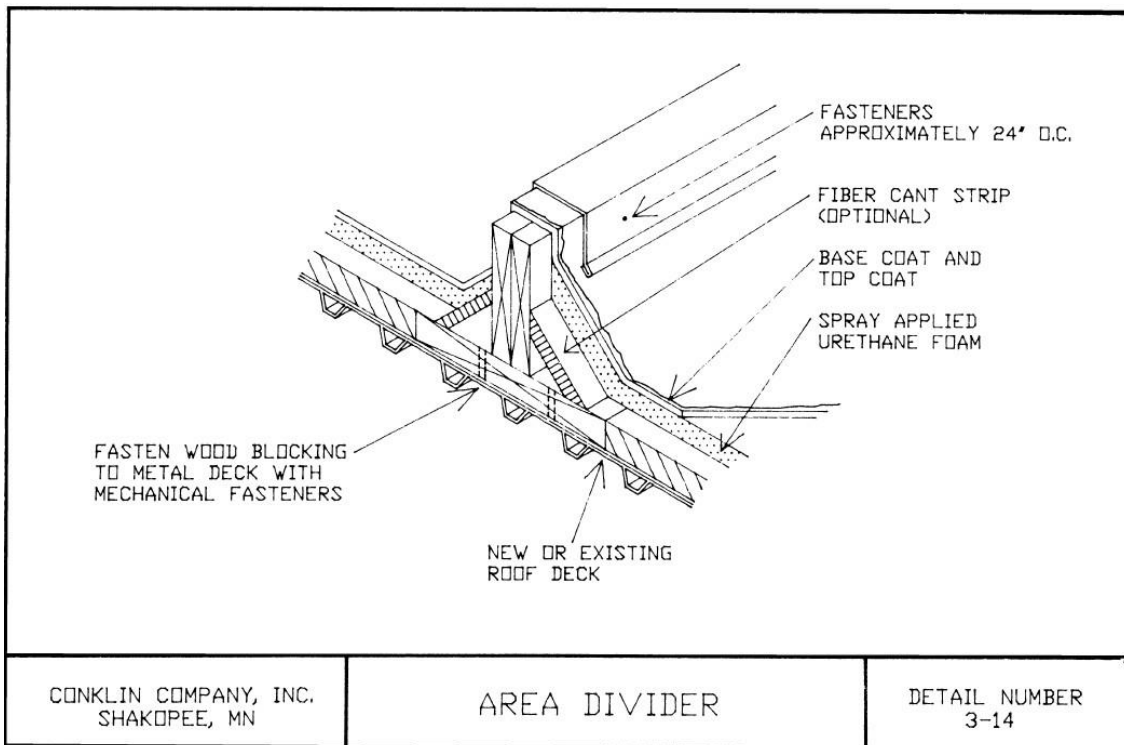 FASTENERS
APPROXIMATELY 24" O.C.
FIBER CANT STRIP
(OPTIONAL)
BASE COAT AND
TOP COAT
SPRAY APPLIED
URETHANE FOAM
FASTEN WOOD BLOCKING
TO METAL DECK WITH
MECHANICAL FASTENERS
NEW OR EXISTING
ROOF DECK
CONKLIN COMPANY, INC.
SHAKOPEE, MN
AREA DIVIDER
DETAIL NUMBER
3-14